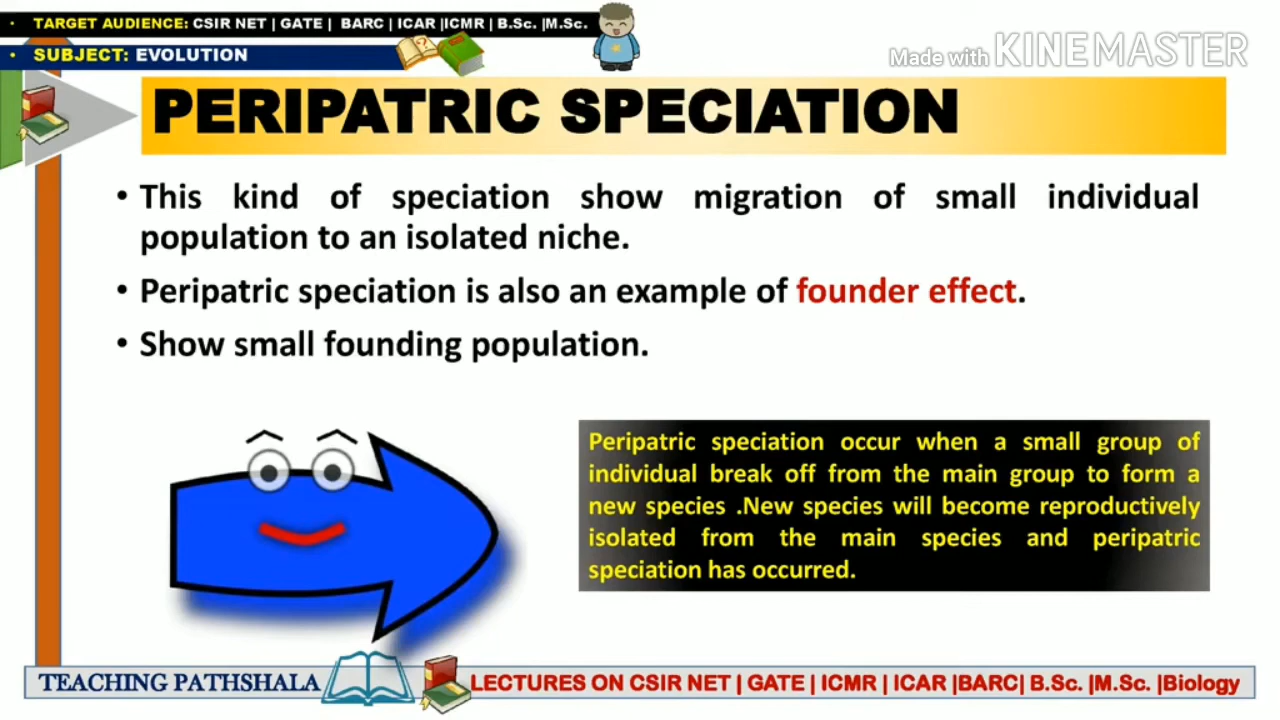 • TARGET AUDIENCE: CSIR NET | GATE | BARC | ICAR |ICMR | B.Sc. |M.Sc.
• SUBJECT: EVOLUTION
Made with KINEMASTER
PERIPATRIC SPECIATION
• This kind of speciation show migration of small individual
population to an isolated niche.
• Peripatric speciation is also an example of founder effect.
• Show small founding population.
Peripatric speciation occur when a small group of
individual break off from the main group to form a
new species .New species will become reproductively
isolated from the main species and peripatric
speciation has occurred.
TEACHING PATHSHALA
LECTURES ON CSIR NET | GATE | ICMR | ICAR |BARC| B.Sc. |M.Sc. |Biology